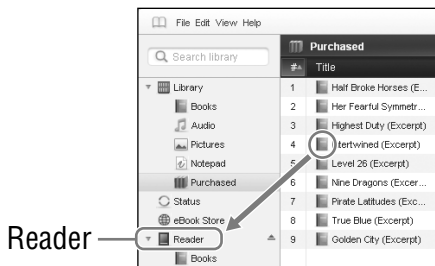 File Edit View Help
Search library
Purchased
# Title
Library
Books
Audio
Pictures
Notepad
Purchased
Status
eBook Store
Reader
Books
1 Half Broke Horses (E...
2 Her Fearful Symmetr...
3 Highest Duty (Excerpt)
4 ntertwined (Excerpt)
5 Level 26 (Excerpt)
6 Nine Dragons (Excer...
7 Pirate Latitudes (Exc...
8 True Blue (Excerpt)
9 Golden City (Excerpt)
Reader